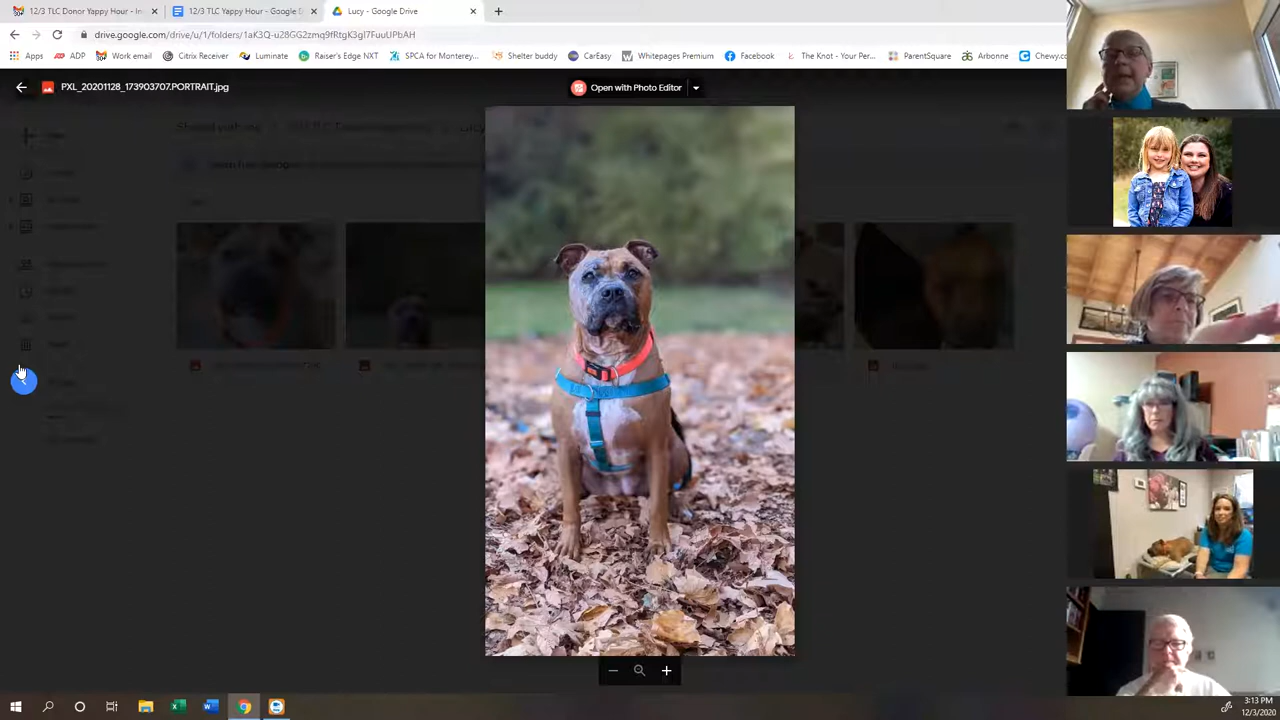 12/3 TLC Donor Yappy Hour - In
12/3 TLC Yappy Hour - Google D
Lucy - Google Drive
drive.google.com/drive/u/1/folders/1aK3Q-u28GG2zmq9fRtgK3gI7FuuUPbAH
Apps
ADP
Work email
Citrix Receiver
Luminate
Raiser's Edge NXT
SPCA for Monterey...
Shelter buddy
CarEasy
Whitepages Premium
Facebook
The Knot - Your Per...
ParentSquare
Arbonne
Chewy.co
PXL_20201128_173903707.PORTRAIT.jpg
Open with Photo Editor
3:13 PM
12/3/2020